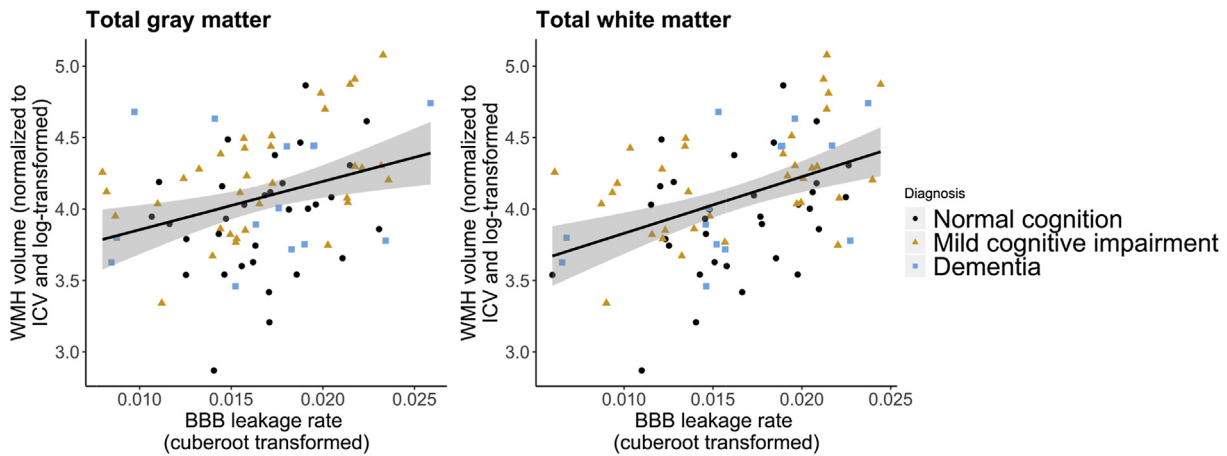 Total gray matter
WMH volume (normalized to
ICV and log-transformed)
5.0
4.5
4.0
3.5
3.0
0.010 0.015 0.020 0.025
BBB leakage rate
(cuberoot transformed)
Total white matter
WMH volume (normalized to
ICV and log-transformed
5.0
4.5
4.0
3.5
3.0
0.010 0.015 0.020 0.025
BBB leakage rate
(cuberoot transformed)
Diagnosis
Normal cognition
Mild cognitive impairment
Dementia